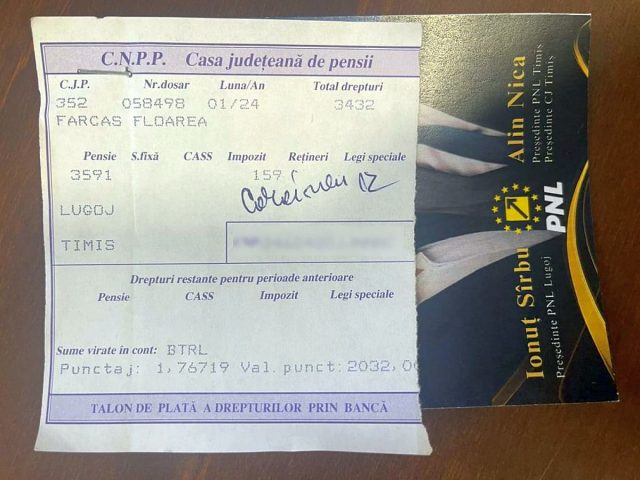 C.N.P.P. Casa județeană de pensii
C.J.P. Nr.dosar Luna/An Total drepturi
352 058498 01/24 3432
FARCAS FLOAREA
Pensie S.fixă CASS Impozit Rețineri Legi speciale
3591 159
LUGOJ
TIMIS
Drepturi restante pentru perioade anterioare
Pensie CASS Impozit Legi speciale
Sume virate in cont: BTRL
Punctaj: 1,76719 Val. punct: 2032,0
TALON DE PLATĂ A DREPTURILOR PRIN BANCĂ
Alin Nica
Președinte PNL Timiș
Președinte CJ Timiș
PNL
Ionuț Sîrbu
Președinte PNL Lugoj